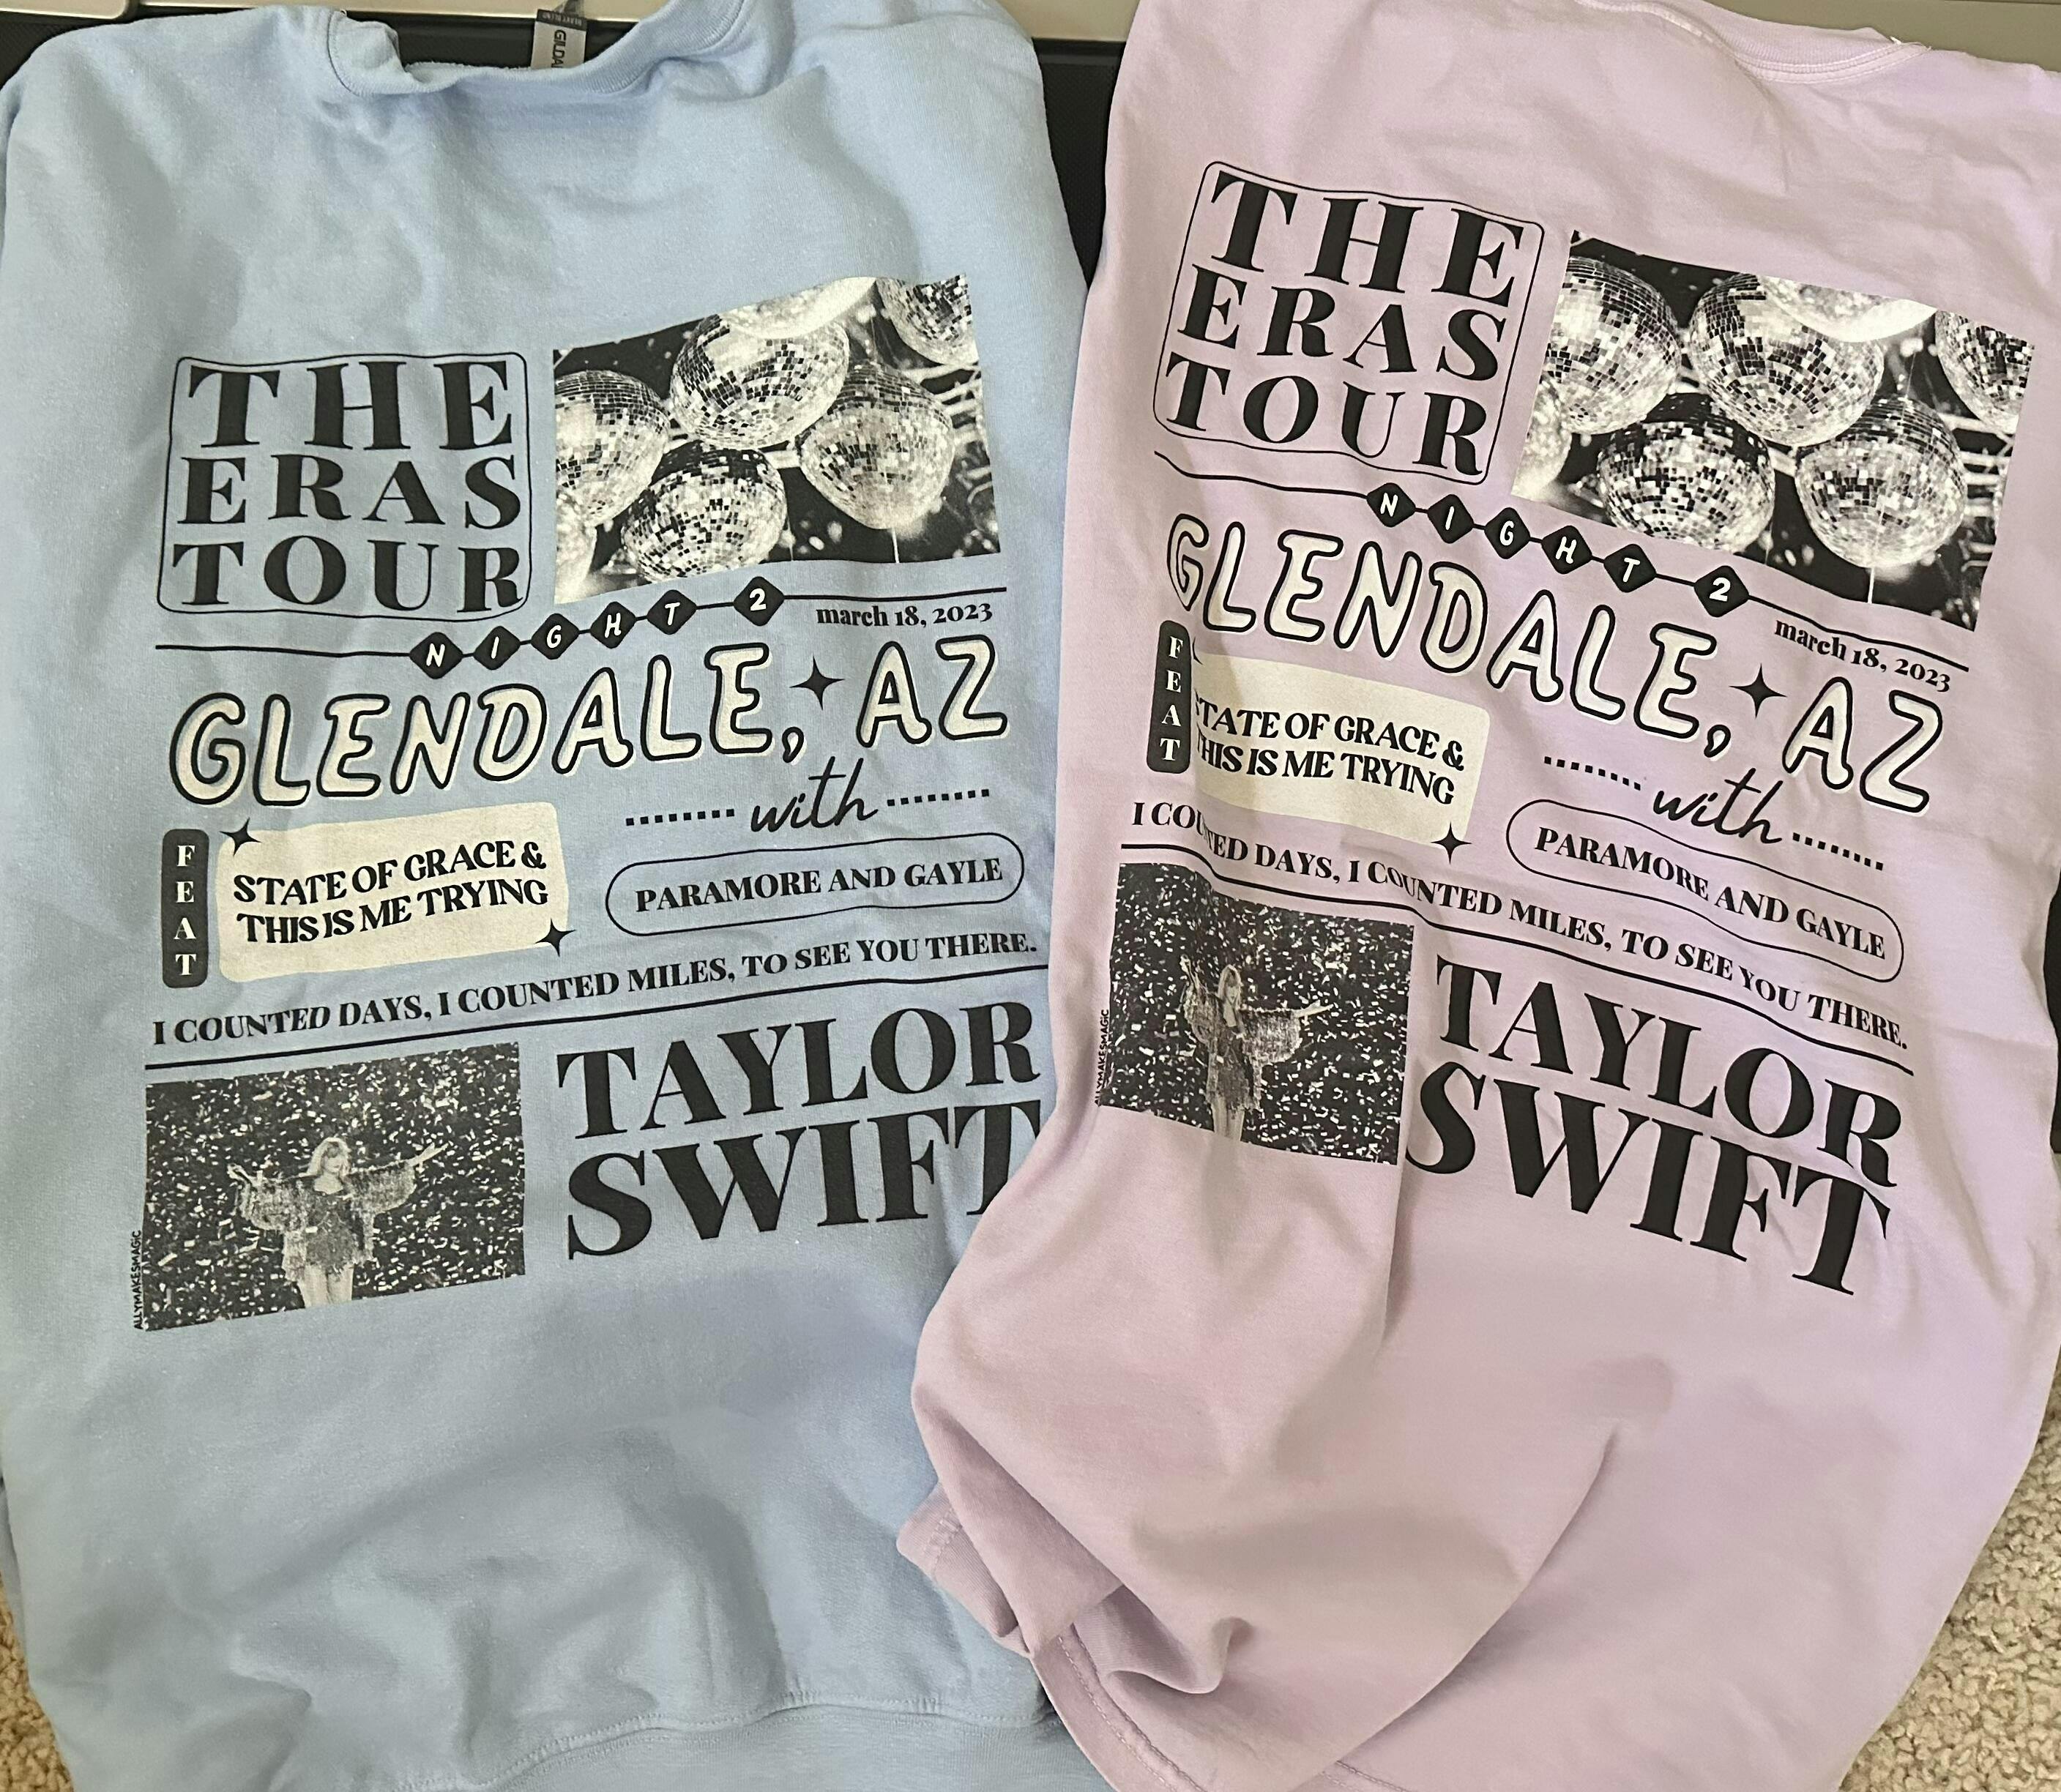 GILDAN
HEAVY BLEND
THE
ERAS
TOUR
NIGHT 2
march 18, 2023
GLENDALE, AZ
FEAT
STATE OF GRACE &
THIS IS ME TRYING
with
PARAMORE AND GAYLE
I COUNTED DAYS, I COUNTED MILES, TO SEE YOU THERE.
TAYLOR
SWIFT
ALLYMAKESMAGIC
THE
ERAS
TOUR
NIGHT 2
march 18, 2023
GLENDALE, AZ
FEAT
STATE OF GRACE &
THIS IS ME TRYING
with
PARAMORE AND GAYLE
I COUNTED DAYS, I COUNTED MILES, TO SEE YOU THERE.
TAYLOR
SWIFT
ALLYMAKESMAGIC